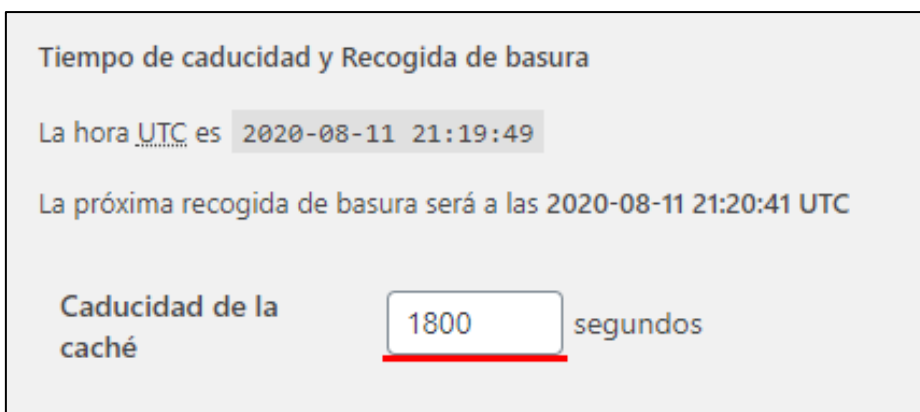 Tiempo de caducidad y Recogida de basura
La hora UTC es 2020-08-11 21:19:49
La próxima recogida de basura será a las 2020-08-11 21:20:41 UTC
Caducidad de la
caché
1800 segundos